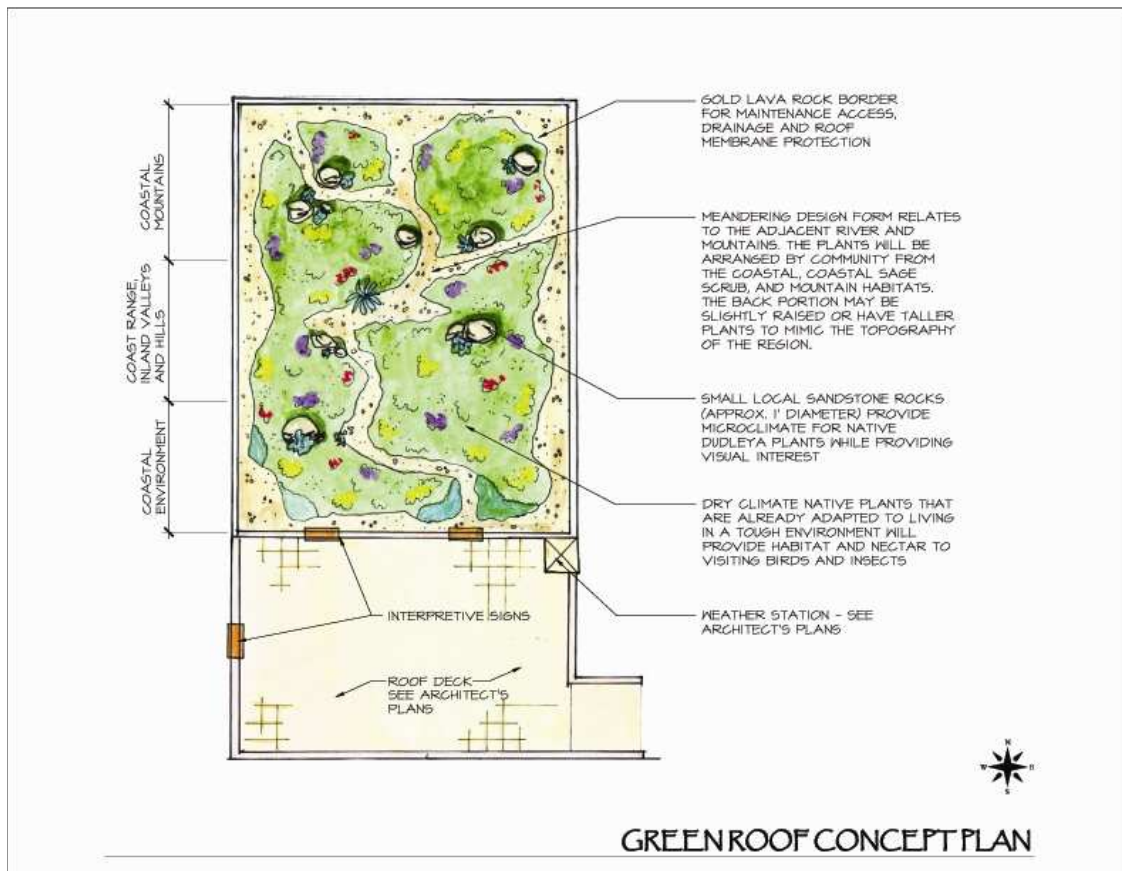 GOLD LAVA ROCK BORDER
FOR MAINTENANCE ACCESS,
DRAINAGE AND ROOF
MEMBRANE PROTECTION
COASTAL
MOUNTAINS
MEANDERING DESIGN FORM RELATES
TO THE ADJACENT RIVER AND
MOUNTAINS. THE PLANTS WILL BE
ARRANGED BY COMMUNITY FROM
THE COASTAL, COASTAL SAGE
SCRUB, AND MOUNTAIN HABITATS.
THE BACK PORTION MAY BE
SLIGHTLY RAISED OR HAVE TALLER
PLANTS TO MIMIC THE TOPOGRAPHY
OF THE REGION.
COAST RANGE,
INLAND VALLEYS
AND HILLS
SMALL LOCAL SANDSTONE ROCKS
(APPROX. 1' DIAMETER) PROVIDE
MICROCLIMATE FOR NATIVE
DUDLEYA PLANTS WHILE PROVIDING
VISUAL INTEREST
COASTAL
ENVIRONMENT
DRY CLIMATE NATIVE PLANTS THAT
ARE ALREADY ADAPTED TO LIVING
IN A TOUGH ENVIRONMENT WILL
PROVIDE HABITAT AND NECTAR TO
VISITING BIRDS AND INSECTS
INTERPRETIVE SIGNS
WEATHER STATION - SEE
ARCHITECT'S PLANS
ROOF DECK
SEE ARCHITECT'S
PLANS
N
W
E
S
GREEN ROOF CONCEPT PLAN